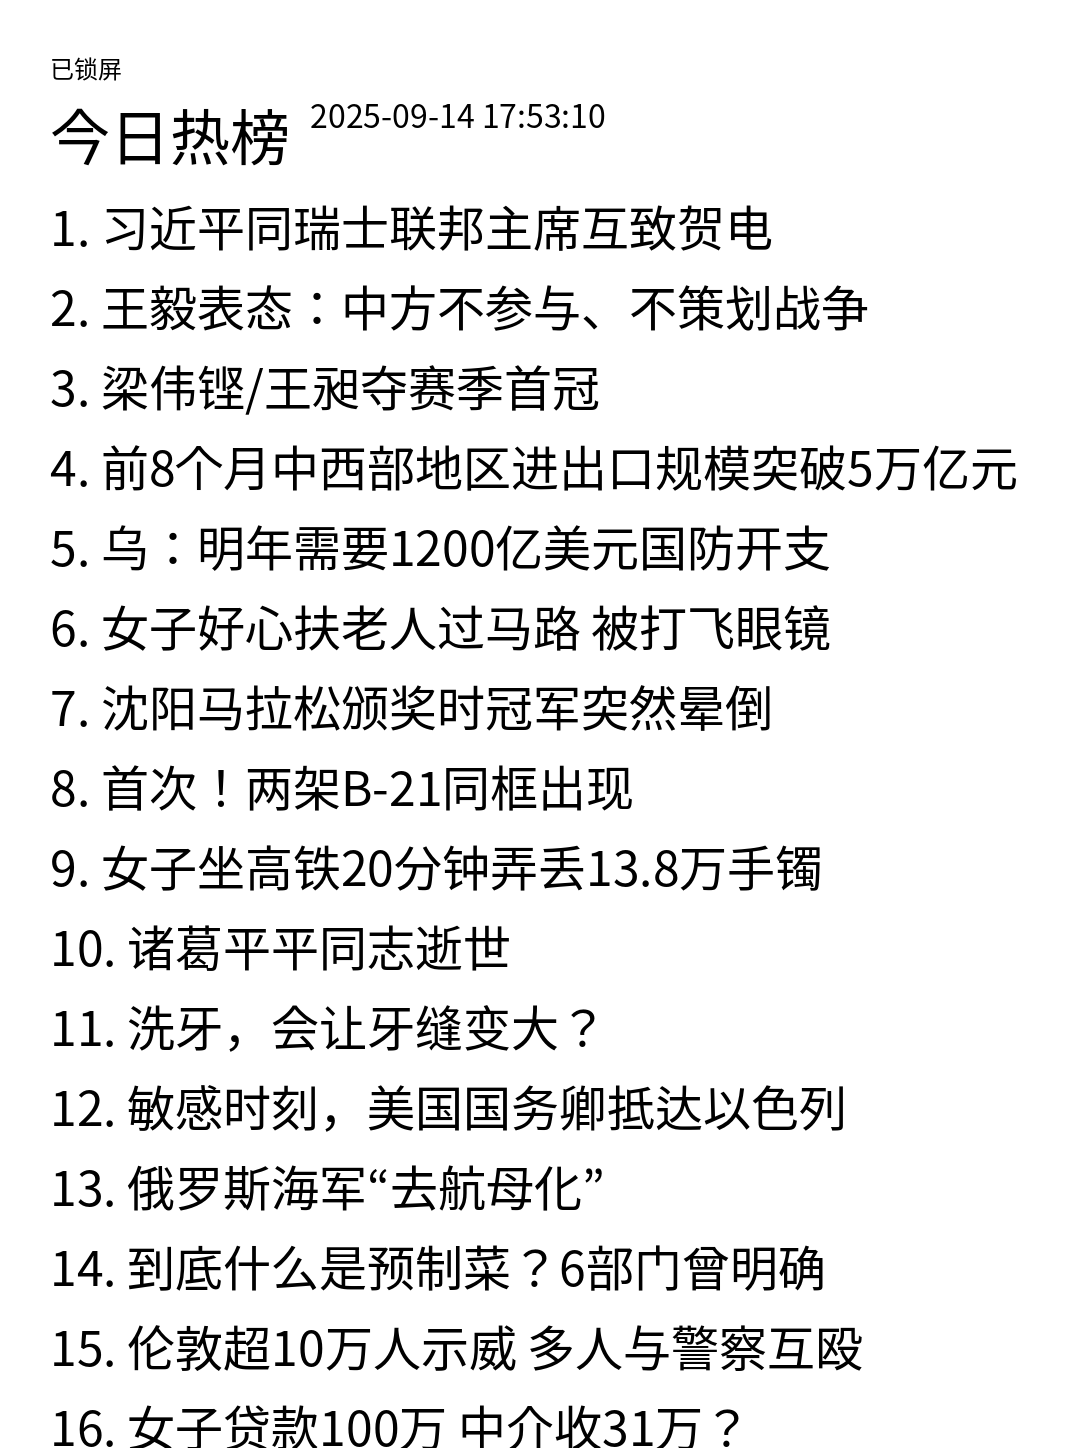 已锁屏
今日热榜 2025-09-14 17:53:10
1. 习近平同瑞士联邦主席互致贺电
2. 王毅表态：中方不参与、不策划战争
3. 梁伟铿/王昶夺赛季首冠
4. 前8个月中西部地区进出口规模突破5万亿元
5. 乌：明年需要1200亿美元国防开支
6. 女子好心扶老人过马路 被打飞眼镜
7. 沈阳马拉松颁奖时冠军突然晕倒
8. 首次！两架B-21同框出现
9. 女子坐高铁20分钟弄丢13.8万手镯
10. 诸葛平平同志逝世
11. 洗牙，会让牙缝变大？
12. 敏感时刻，美国国务卿抵达以色列
13. 俄罗斯海军“去航母化”
14. 到底什么是预制菜？6部门曾明确
15. 伦敦超10万人示威 多人与警察互殴
16. 女子贷款100万 中介收31万？